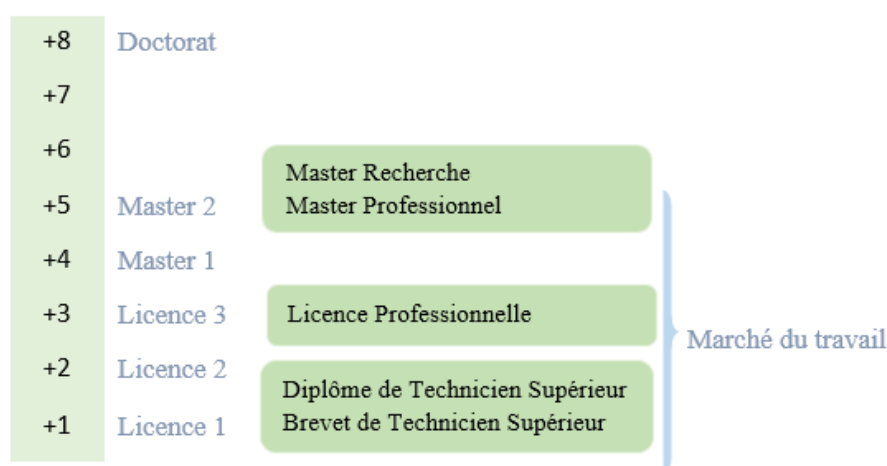 +8 Doctorat
+7
+6
Master Recherche
+5 Master 2 Master Professionnel
+4 Master 1
+3 Licence 3 Licence Professionnelle
Marché du travail
+2 Licence 2
Diplôme de Technicien Supérieur
+1 Licence 1 Brevet de Technicien Supérieur